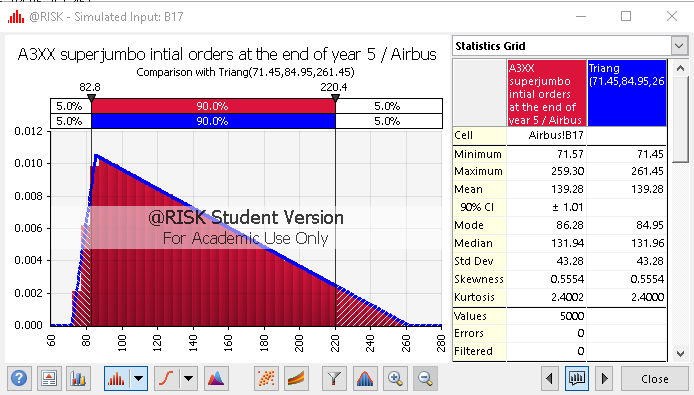 @RISK - Simulated Input: B17
A3XX superjumbo intial orders at the end of year 5 / Airbus
Comparison with Triang(71.45,84.95,261.45)
82.8 220.4
5.0% 90.0% 5.0%
5.0% 90.0% 5.0%
0.012
0.010
0.008
0.006
0.004
0.002
0.000
60 80 100 120 140 160 180 200 220 240 260 280
@RISK Student Version
For Academic Use Only
Statistics Grid
A3XX
superjumbo
intial orders
at the end of
year 5 / Airbus
Triang
(71.45,84.95,26
Cell Airbus!B17
Minimum 71.57 71.45
Maximum 259.30 261.45
Mean 139.28 139.28
90% CI ± 1.01
Mode 86.28 84.95
Median 131.94 131.96
Std Dev 43.28 43.28
Skewness 0.5554 0.5554
Kurtosis 2.4002 2.4000
Values 5000
Errors 0
Filtered 0
Close